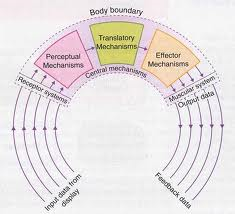 Body boundary
Perceptual
Mechanisms
Translatory
Mechanisms
Effector
Mechanisms
Receptor systems
Central mechanisms
Muscular system
Input data from
display
Output data
Feedback data